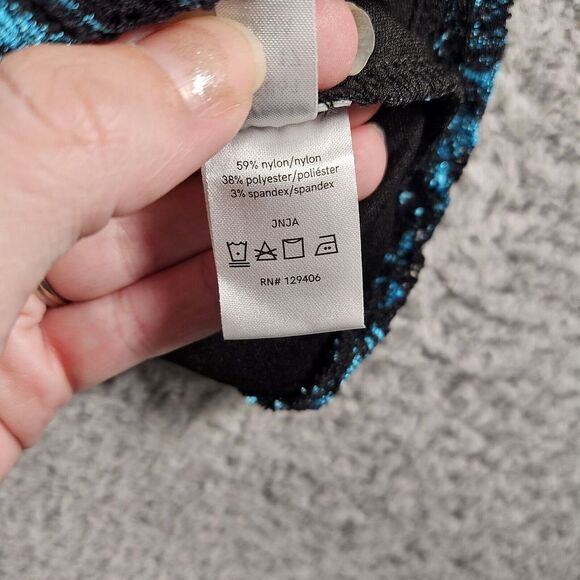 59% nylon/nylon
38% polyester/poliéster
3% spandex/spandex
JNJA
RN# 129406